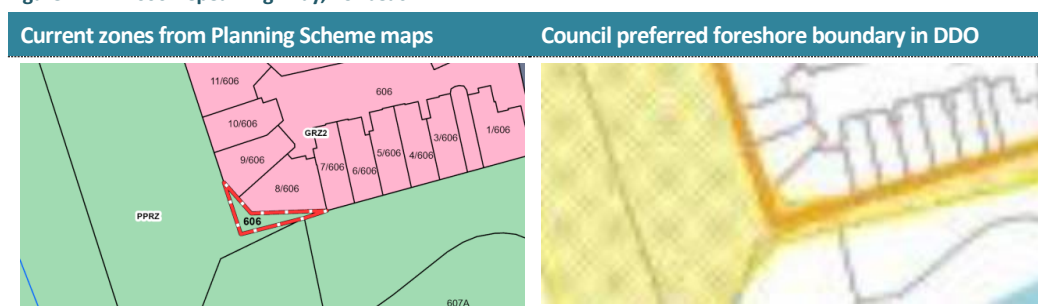 Current zones from Planning Scheme maps
Council preferred foreshore boundary in DDO
11/606
606
10/606
GRZ2
3/606
1/606
9/606
7/606
5/606
4/606
6/606
8/606
PPRZ
606
607A